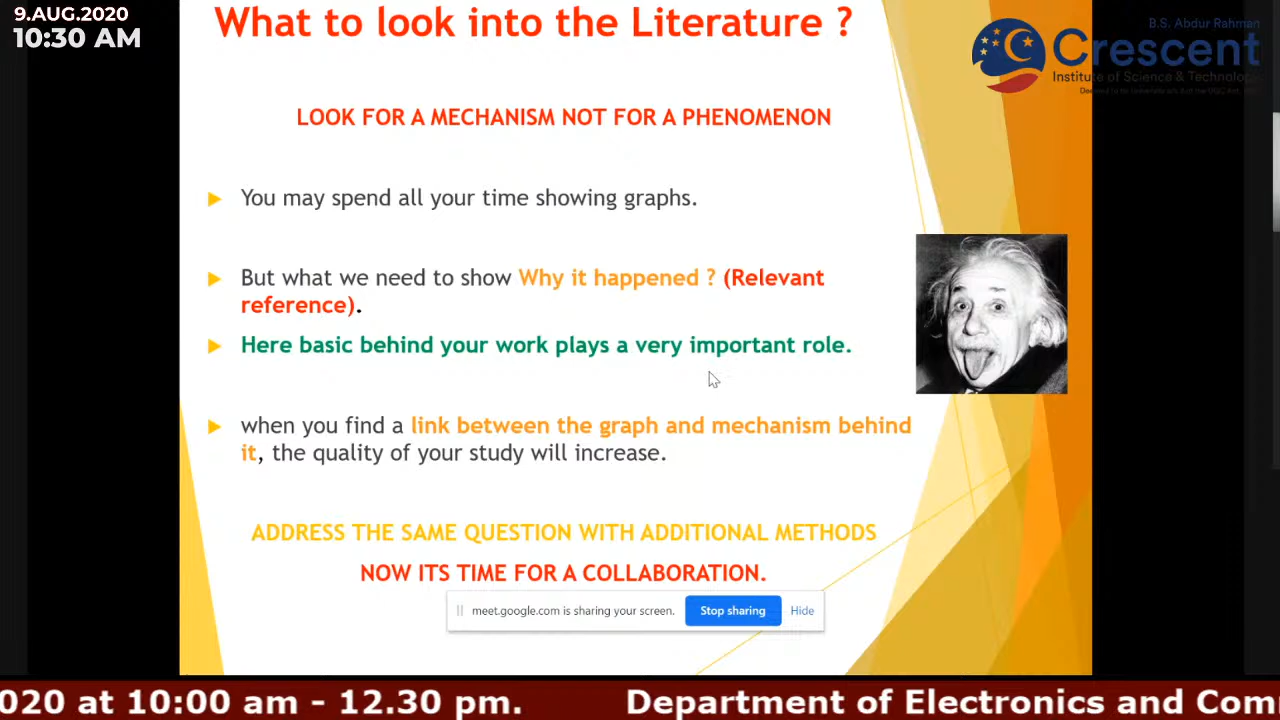 9.AUG.2020
10:30 AM
What to look into the Literature ?
B.S. Abdur Rahman
Crescent
Institute of Science & Technology
LOOK FOR A MECHANISM NOT FOR A PHENOMENON
You may spend all your time showing graphs.
But what we need to show Why it happened ? (Relevant
reference).
Here basic behind your work plays a very important role.
when you find a link between the graph and mechanism behind
it, the quality of your study will increase.
ADDRESS THE SAME QUESTION WITH ADDITIONAL METHODS
NOW ITS TIME FOR A COLLABORATION.
meet.google.com is sharing your screen.
Stop sharing
Hide
020 at 10:00 am - 12.30 pm. Department of Electronics and Com